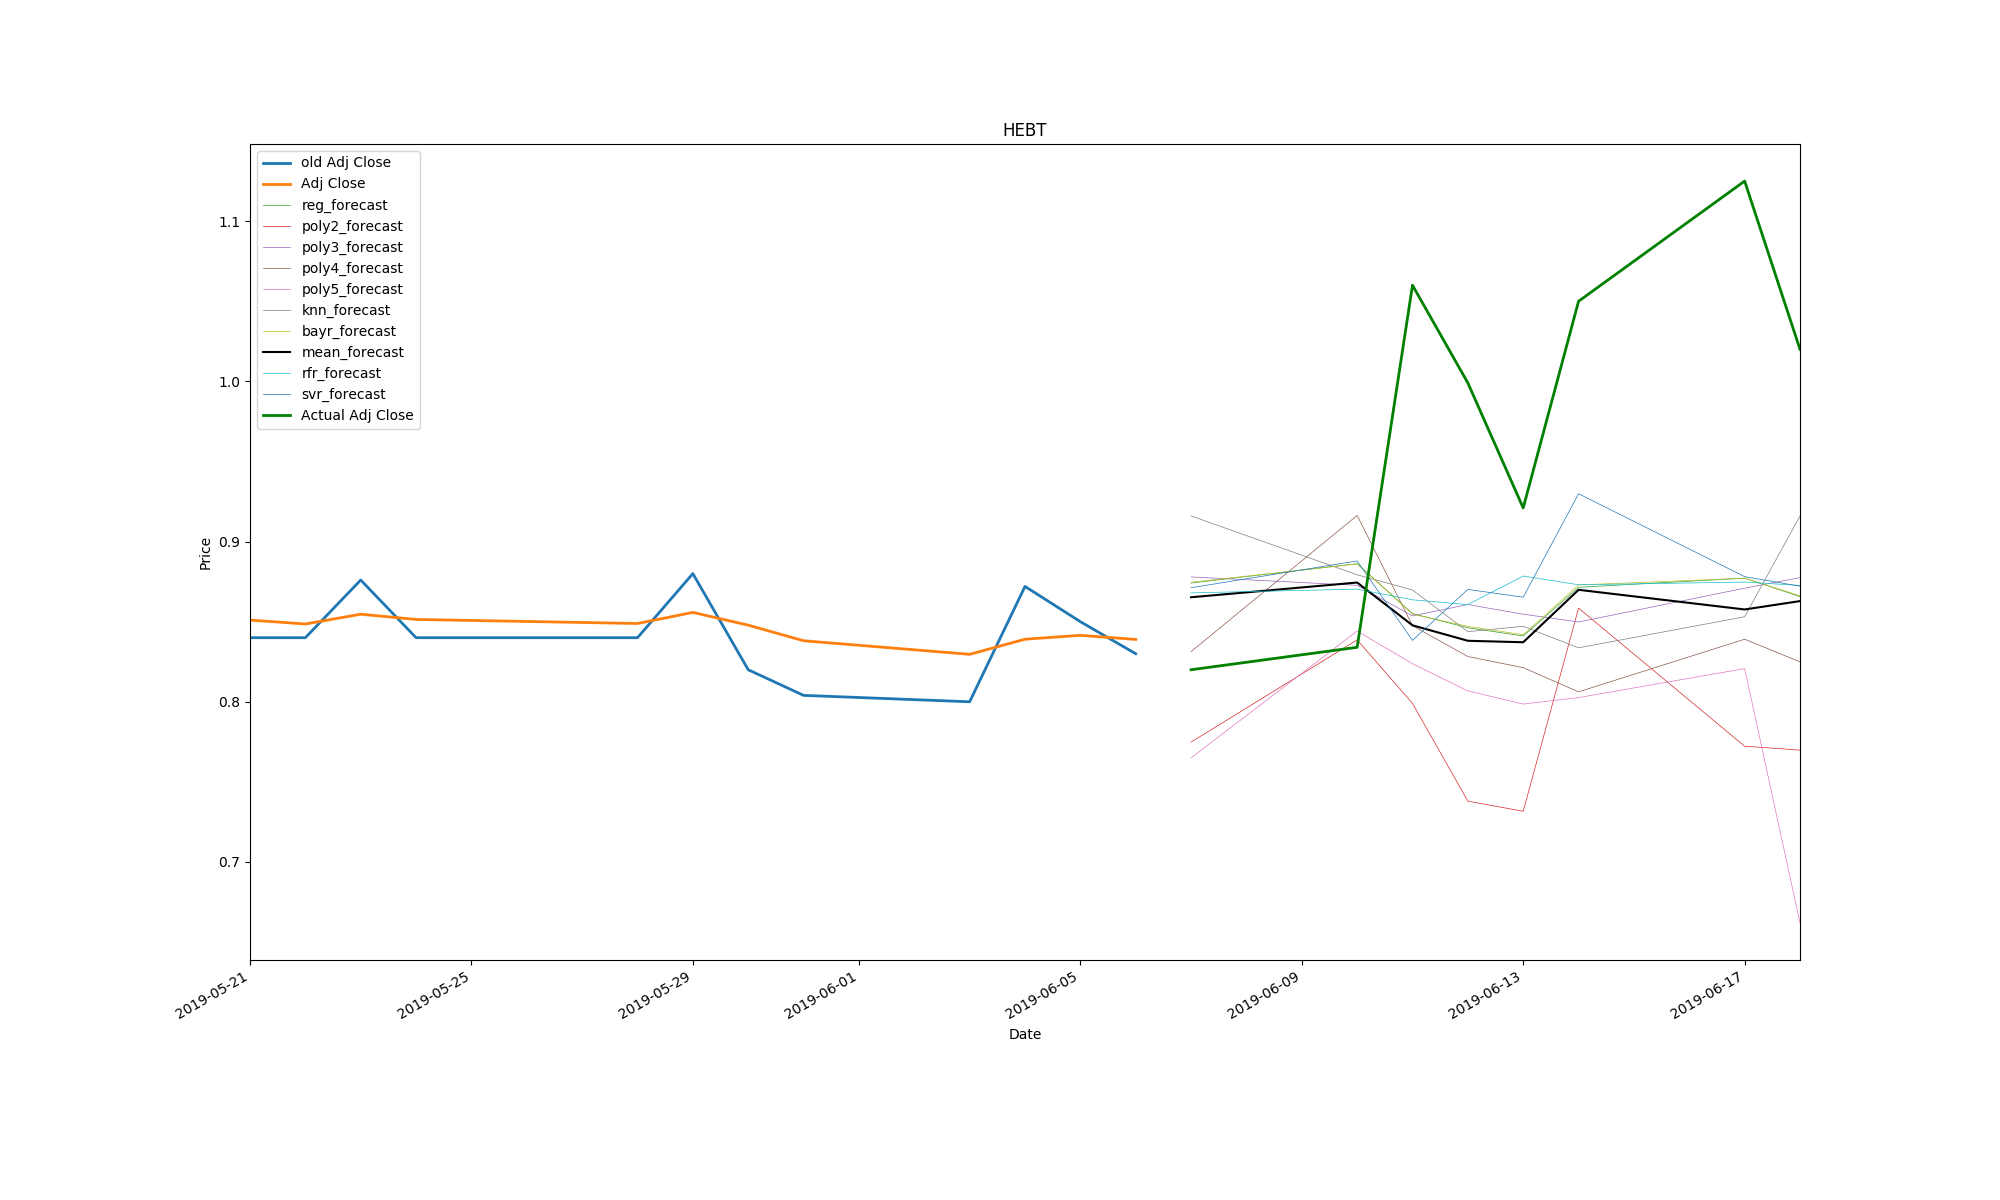 HEBT
old Adj Close
Adj Close
reg_forecast
poly2_forecast
poly3_forecast
poly4_forecast
poly5_forecast
knn_forecast
bayr_forecast
mean_forecast
rfr_forecast
svr_forecast
Actual Adj Close
1.1
1.0
0.9
0.8
0.7
Price
2019-05-21
2019-05-25
2019-05-29
2019-06-01
2019-06-05
2019-06-09
2019-06-13
2019-06-17
Date